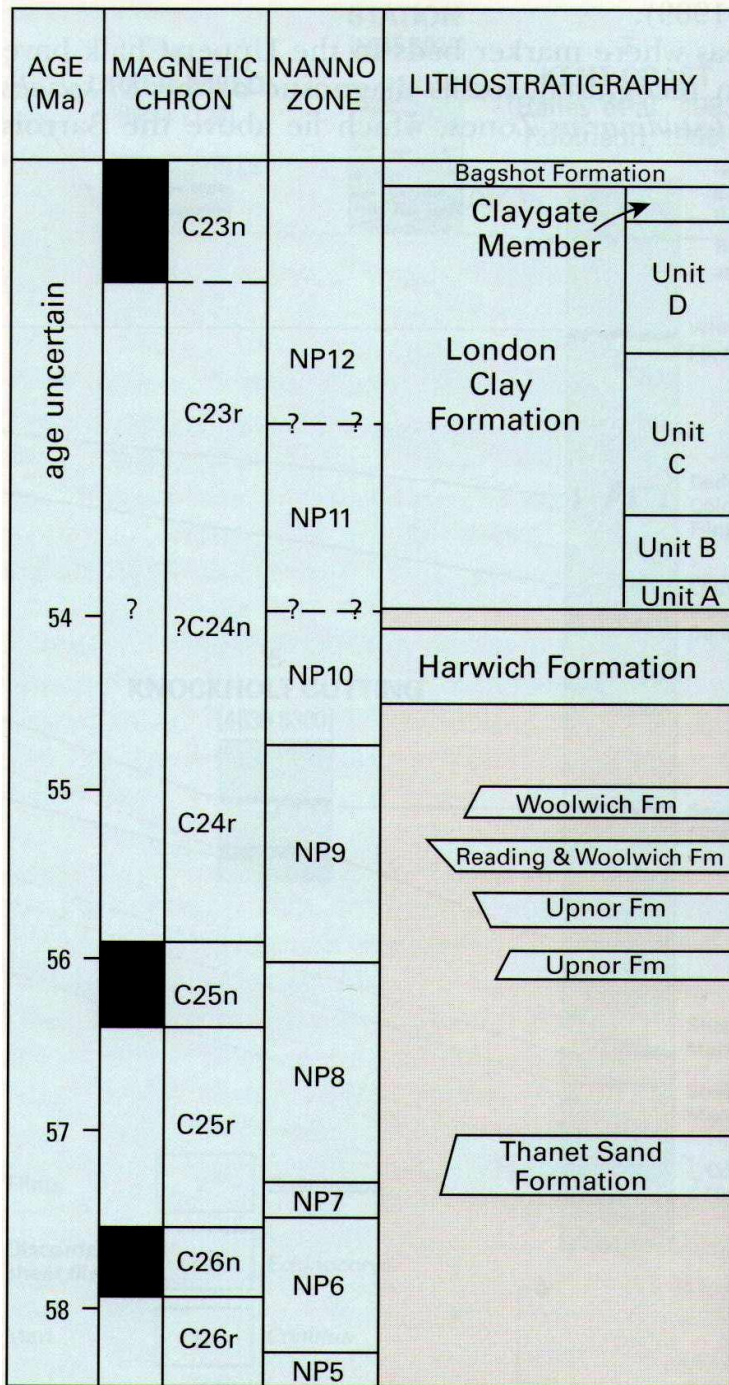 AGE
(Ma)
MAGNETIC
CHRON
NANNO
ZONE
LITHOSTRATIGRAPHY
age uncertain
54
55
56
57
58
?
C23n
C23r
?C24n
C24r
C25n
C25r
C26n
C26r
NP12
? ?
NP11
? ?
NP10
NP9
NP8
NP7
NP6
NP5
Bagshot Formation
Claygate
Member
London
Clay
Formation
Unit
D
Unit
C
Unit B
Unit A
Harwich Formation
Woolwich Fm
Reading & Woolwich Fm
Upnor Fm
Upnor Fm
Thanet Sand
Formation